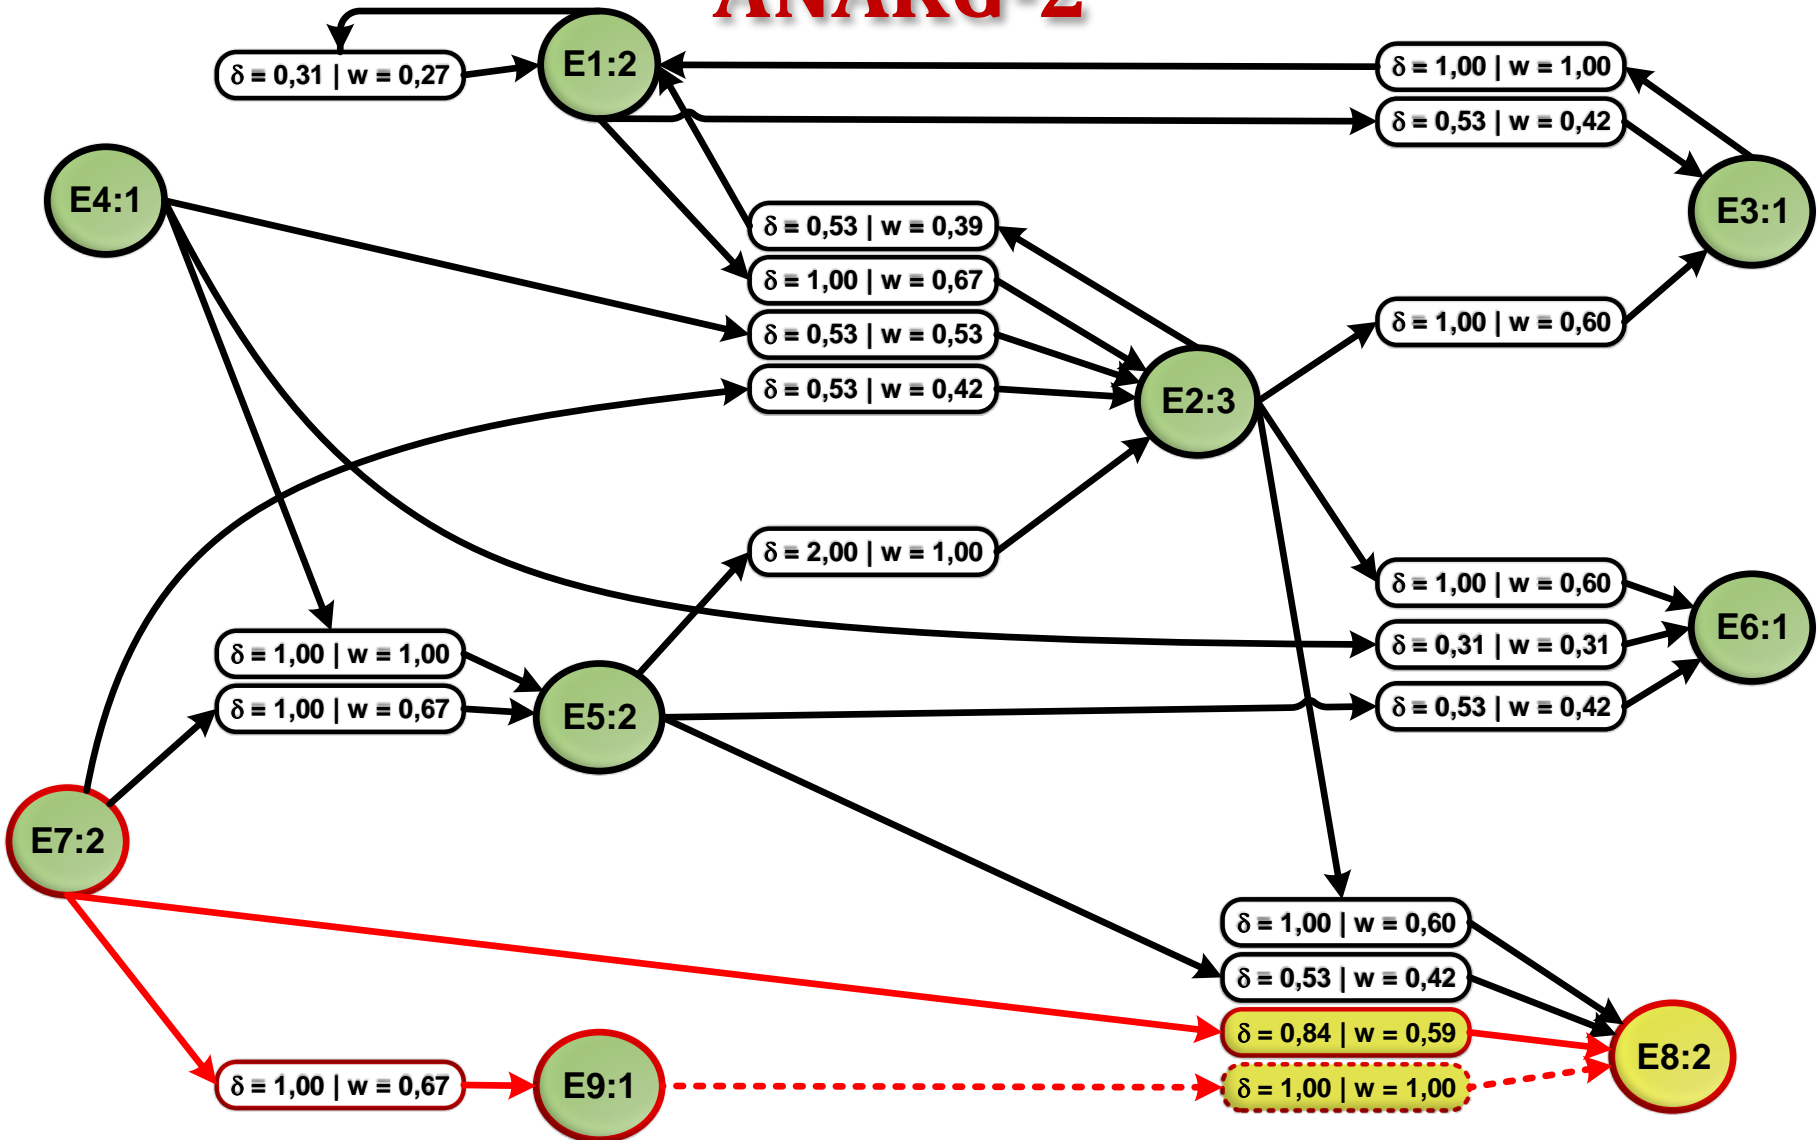 ANAKG-2
E1:2
δ = 0,31 | w = 0,27
δ = 1,00 | w = 1,00
δ = 0,53 | w = 0,42
E4:1
E3:1
δ = 0,53 | w = 0,39
δ = 1,00 | w = 0,67
δ = 0,53 | w = 0,53
δ = 0,53 | w = 0,42
δ = 1,00 | w = 0,60
E2:3
δ = 2,00 | w = 1,00
δ = 1,00 | w = 0,60
δ = 0,31 | w = 0,31
δ = 0,53 | w = 0,42
E6:1
δ = 1,00 | w = 1,00
δ = 1,00 | w = 0,67
E5:2
E7:2
δ = 1,00 | w = 0,60
δ = 0,53 | w = 0,42
δ = 0,84 | w = 0,59
δ = 1,00 | w = 1,00
E8:2
δ = 1,00 | w = 0,67
E9:1